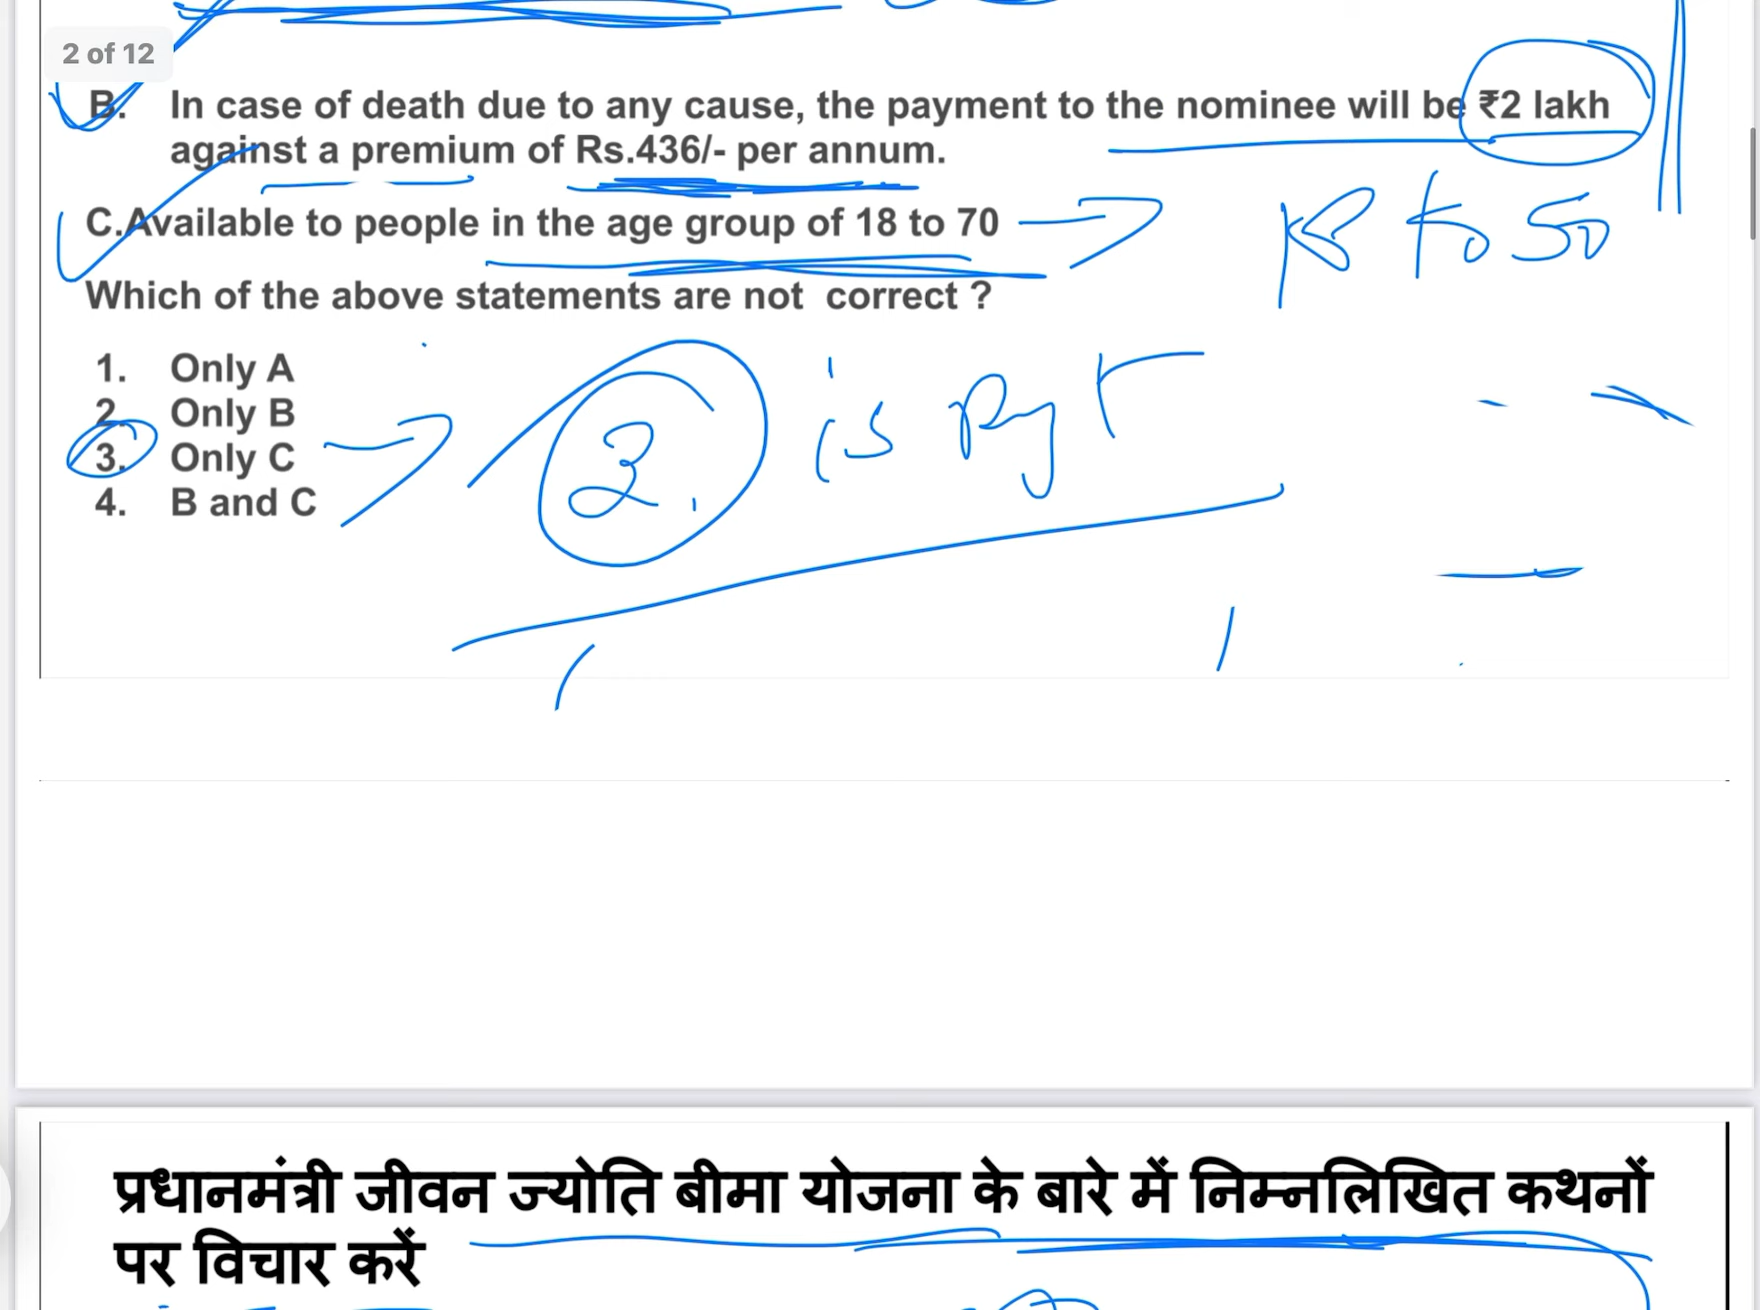 2 of 12
B. In case of death due to any cause, the payment to the nominee will be ₹2 lakh
against a premium of Rs.436/- per annum.
C.Available to people in the age group of 18 to 70
18 to 50
Which of the above statements are not correct ?
1. Only A
2. Only B
3. Only C
4. B and C
3. is
प्रधानमंत्री जीवन ज्योति बीमा योजना के बारे में निम्नलिखित कथनों
पर विचार करें